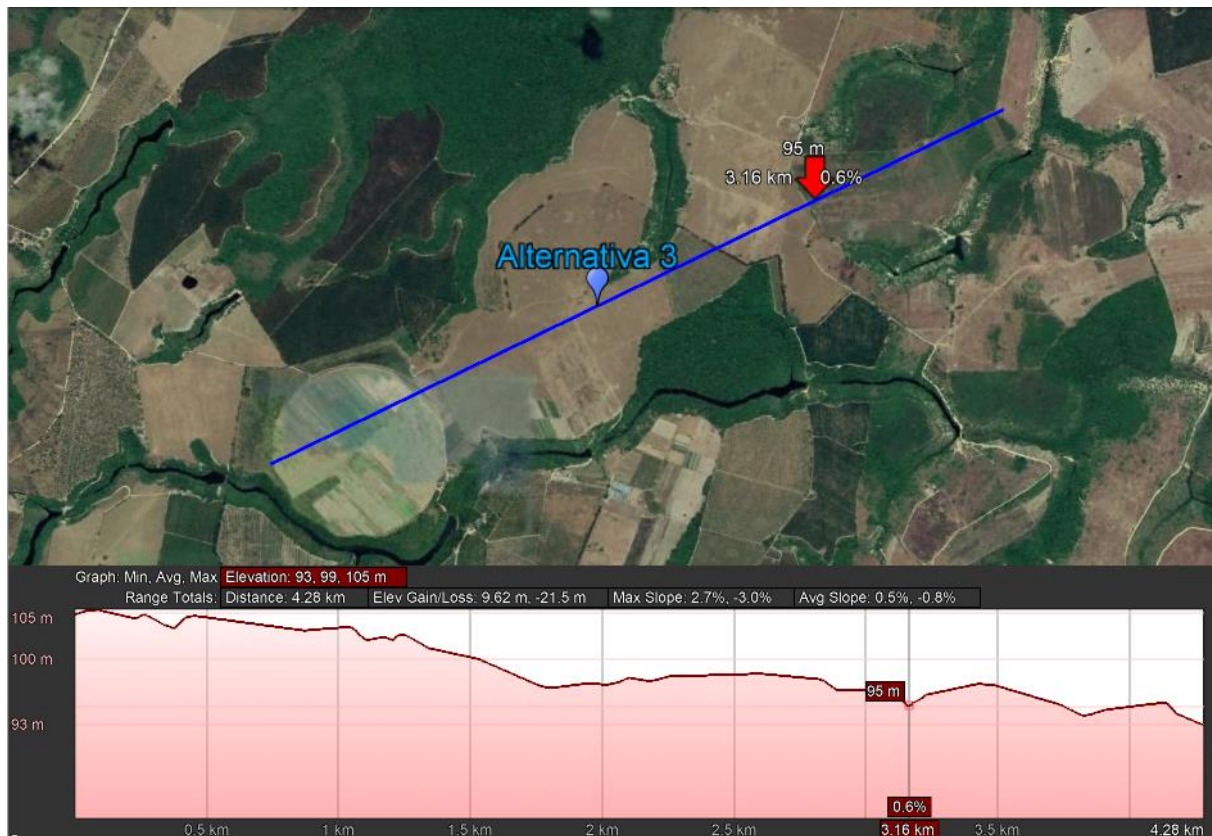 95 m
3.16 km 0.6%
Alternativa 3
Graph: Min, Avg, Max Elevation: 93, 99, 105 m
Range Totals: Distance: 4.28 km Elev Gain/Loss: 9.62 m, -21.5 m Max Slope: 2.7%, -3.0% Avg Slope: 0.5%, -0.8%
105 m
100 m
95 m
93 m
0.6%
0.5 km 1 km 1.5 km 2 km 2.5 km 3.16 km 3.5 km 4.28 km